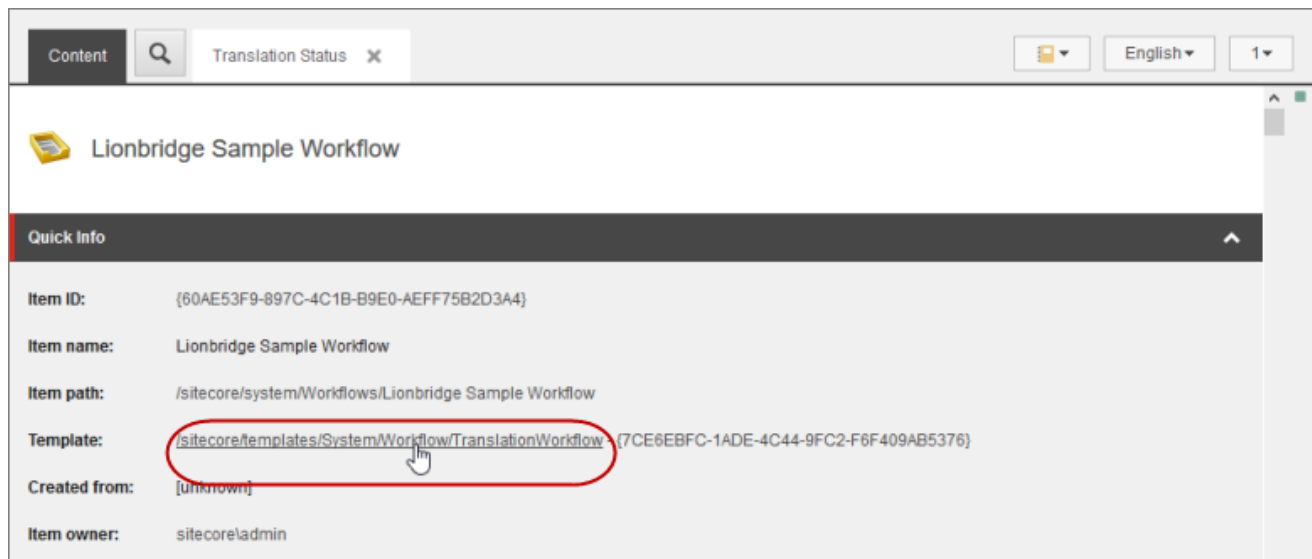 Content
Translation Status
English
1
Lionbridge Sample Workflow
Quick Info
Item ID: {60AE53F9-897C-4C1B-B9E0-AEFF75B2D3A4}
Item name: Lionbridge Sample Workflow
Item path: /sitecore/system/Workflows/Lionbridge Sample Workflow
Template: /sitecore/templates/System/Workflow/TranslationWorkflow - {7CE6EBFC-1ADE-4C44-9FC2-F6F409AB5376}
Created from: [unknown]
Item owner: sitecore\admin